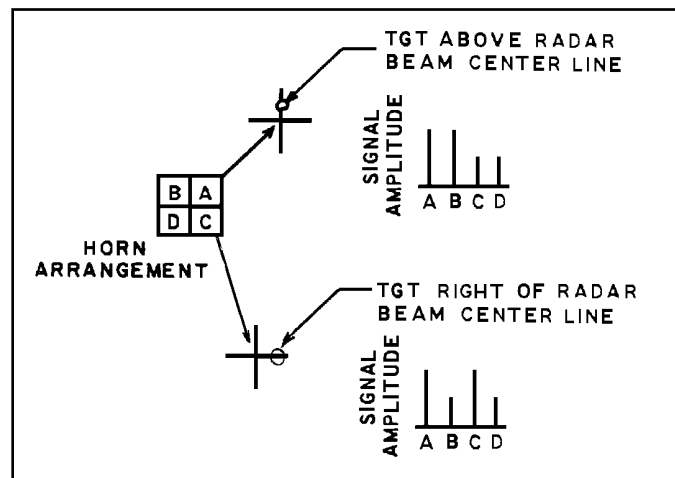 TGT ABOVE RADAR
BEAM CENTER LINE
SIGNAL
AMPLITUDE
A B C D
B A
D C
HORN
ARRANGEMENT
TGT RIGHT OF RADAR
BEAM CENTER LINE
SIGNAL
AMPLITUDE
A B C D